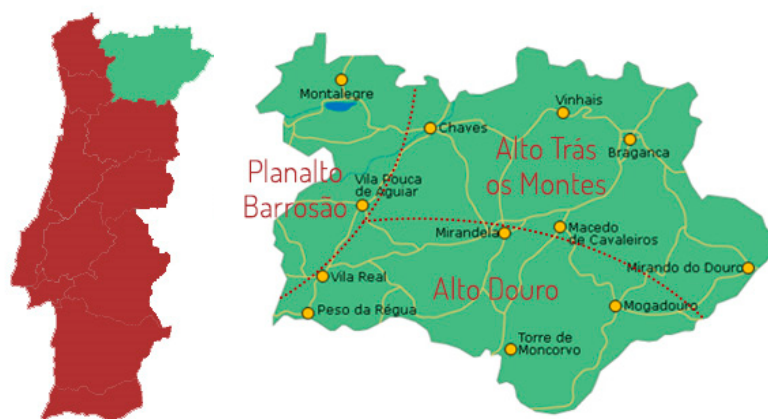 Montalegre
Vinhais
Chaves
Braganca
Alto Trás
os Montes
Planalto
Barrosão
Vila Pouca
de Aguiar
Mirandela
Macedo
de Cavaleiros
Mirando do Douro
Vila Real
Alto Douro
Mogadouro
Peso da Régua
Torre de
Moncorvo